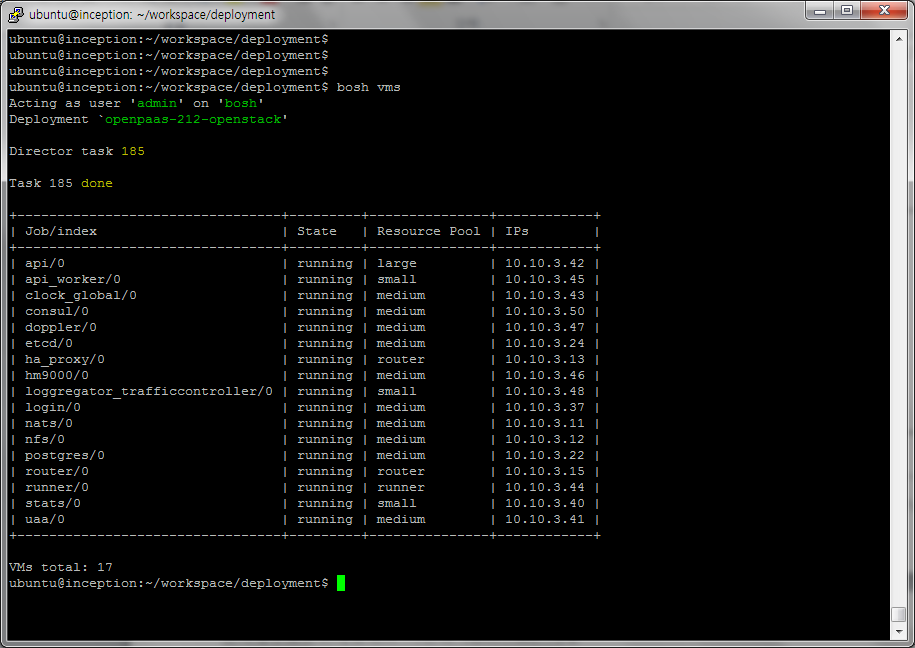 ubuntu@inception: ~/workspace/deployment
ubuntu@inception:~/workspace/deployment$
ubuntu@inception:~/workspace/deployment$
ubuntu@inception:~/workspace/deployment$
ubuntu@inception:~/workspace/deployment$ bosh vms
Acting as user 'admin' on 'bosh'
Deployment `openpaas-212-openstack'
Director task 185
Task 185 done
+---------------------------------+---------+---------------+------------+
| Job/index                       | State   | Resource Pool | IPs        |
+---------------------------------+---------+---------------+------------+
| api/0                           | running | large         | 10.10.3.42 |
| api_worker/0                    | running | small         | 10.10.3.45 |
| clock_global/0                  | running | medium        | 10.10.3.43 |
| consul/0                        | running | medium        | 10.10.3.50 |
| doppler/0                       | running | medium        | 10.10.3.47 |
| etcd/0                          | running | medium        | 10.10.3.24 |
| ha_proxy/0                      | running | router        | 10.10.3.13 |
| hm9000/0                        | running | medium        | 10.10.3.46 |
| loggregator_trafficcontroller/0 | running | small         | 10.10.3.48 |
| login/0                         | running | medium        | 10.10.3.37 |
| nats/0                          | running | medium        | 10.10.3.11 |
| nfs/0                           | running | medium        | 10.10.3.12 |
| postgres/0                      | running | medium        | 10.10.3.22 |
| router/0                        | running | router        | 10.10.3.15 |
| runner/0                        | running | runner        | 10.10.3.44 |
| stats/0                         | running | small         | 10.10.3.40 |
| uaa/0                           | running | medium        | 10.10.3.41 |
+---------------------------------+---------+---------------+------------+
VMs total: 17
ubuntu@inception:~/workspace/deployment$